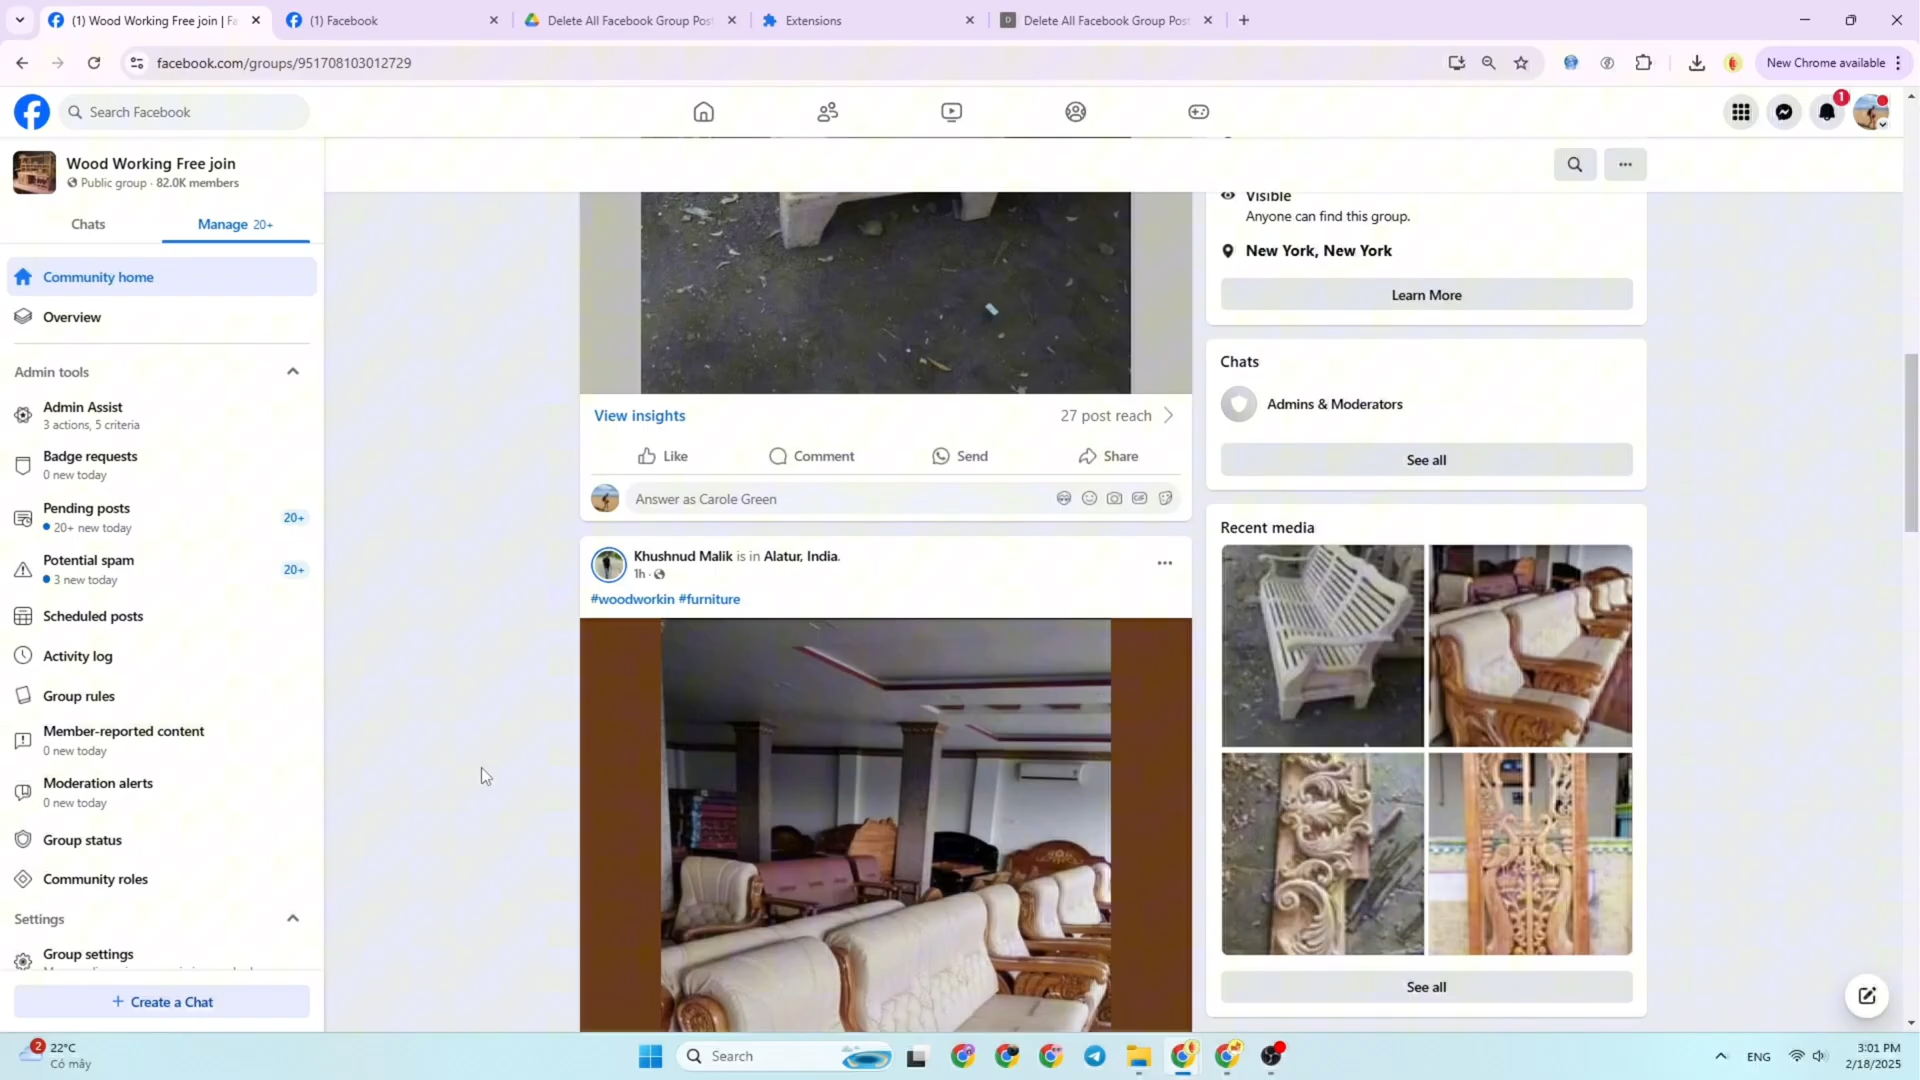 (1) Wood Working Free join | Fa
(1) Facebook
Delete All Facebook Group Post
Extensions
Delete All Facebook Group Post
facebook.com/groups/951708103012729
New Chrome available
Search Facebook
1
Wood Working Free join
Public group · 82.0K members
Chats
Manage 20+
Community home
Overview
Admin tools
Admin Assist
3 actions, 5 criteria
Badge requests
0 new today
Pending posts
20+ new today
20+
Potential spam
3 new today
20+
Scheduled posts
Activity log
Group rules
Member-reported content
0 new today
Moderation alerts
0 new today
Group status
Community roles
Settings
Group settings
+ Create a Chat
View insights
27 post reach
Like
Comment
Send
Share
Answer as Carole Green
Khushnud Malik is in Alatur, India.
1h ·
#woodworkin #furniture
Visible
Anyone can find this group.
New York, New York
Learn More
Chats
Admins & Moderators
See all
Recent media
See all
2
22°C
Có mây
Search
ENG
3:01 PM
2/18/2025